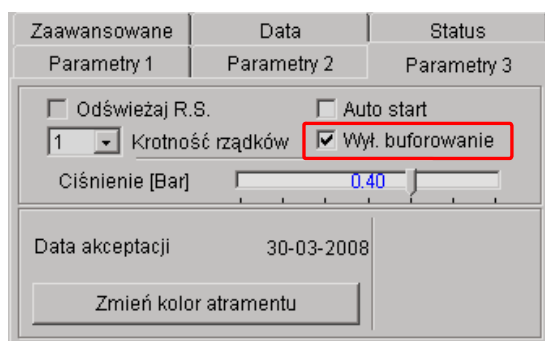 Zaawansowane Data Status
Parametry 1 Parametry 2 Parametry 3
Odświeżaj R.S. Auto start
1 Krotność rządków Wył. buforowanie
Ciśnienie [Bar] 0.40
Data akceptacji 30-03-2008
Zmień kolor atramentu